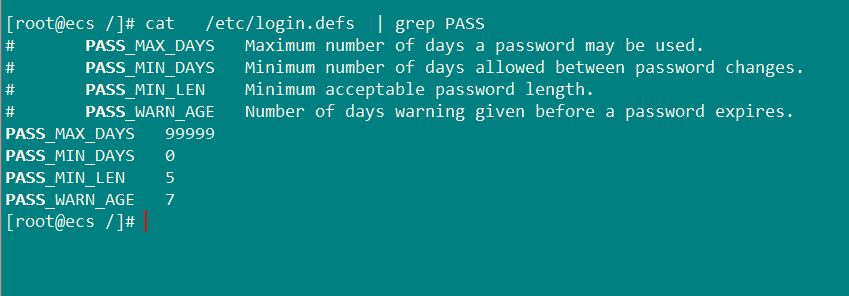 [root@ecs /]# cat   /etc/login.defs  | grep PASS
#       PASS_MAX_DAYS   Maximum number of days a password may be used.
#       PASS_MIN_DAYS   Minimum number of days allowed between password changes.
#       PASS_MIN_LEN    Minimum acceptable password length.
#       PASS_WARN_AGE   Number of days warning given before a password expires.
PASS_MAX_DAYS   99999
PASS_MIN_DAYS   0
PASS_MIN_LEN    5
PASS_WARN_AGE   7
[root@ecs /]#